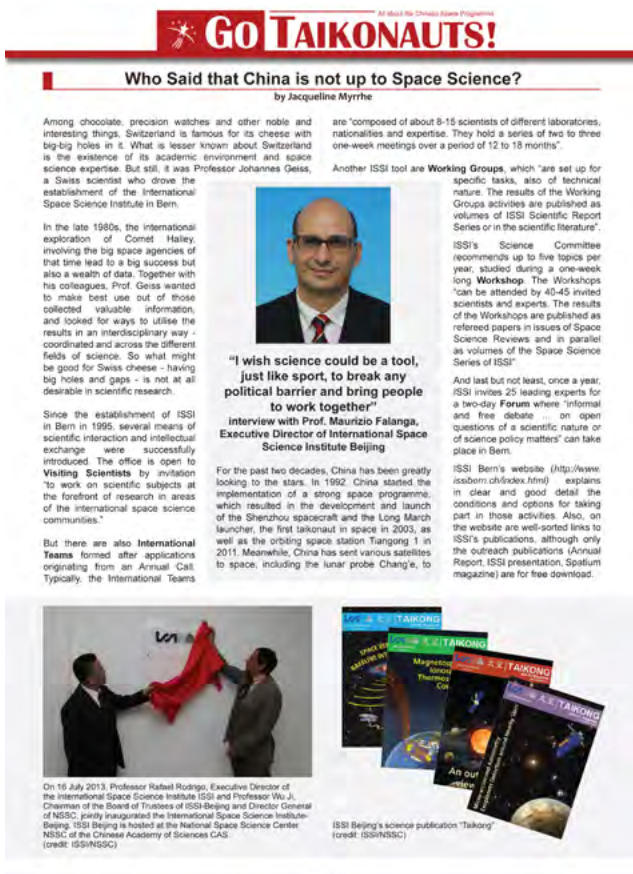 All about the Chinese Space Programme
GO TAIKONAUTS!
Who Said that China is not up to Space Science?
by Jacqueline Myrrhe
Among chocolate, precision watches and other noble and
interesting things, Switzerland is famous for its cheese with
big-big holes in it. What is lesser known about Switzerland
is the existence of its academic environment and space
science expertise. But still, it was Professor Johannes Geiss,
a Swiss scientist who drove the
establishment of the International
Space Science Institute in Bern.
In the late 1980s, the international
exploration of Comet Halley,
involving the big space agencies of
that time lead to a big success but
also a wealth of data. Together with
his colleagues, Prof. Geiss wanted
to make best use out of those
collected valuable information,
and looked for ways to utilise the
results in an interdisciplinary way -
coordinated and across the different
fields of science. So what might
be good for Swiss cheese - having
big holes and gaps - is not at all
desirable in scientific research.
Since the establishment of ISSI
in Bern in 1995, several means of
scientific interaction and intellectual
exchange were successfully
introduced. The office is open to
Visiting Scientists by invitation
"to work on scientific subjects at
the forefront of research in areas
of the international space science
communities."
But there are also International
Teams formed after applications
originating from an Annual Call.
Typically, the International Teams
"I wish science could be a tool,
just like sport, to break any
political barrier and bring people
to work together"
interview with Prof. Maurizio Falanga,
Executive Director of International Space
Science Institute Beijing
For the past two decades, China has been greatly
looking to the stars. In 1992, China started the
implementation of a strong space programme,
which resulted in the development and launch
of the Shenzhou spacecraft and the Long March
launcher, the first taikonaut in space in 2003, as
well as the orbiting space station Tiangong 1 in
2011. Meanwhile, China has sent various satellites
to space, including the lunar probe Chang'e, to
are "composed of about 8-15 scientists of different laboratories,
nationalities and expertise. They hold a series of two to three
one-week meetings over a period of 12 to 18 months".
Another ISSI tool are Working Groups, which "are set up for
specific tasks, also of technical
nature. The results of the Working
Groups activities are published as
volumes of ISSI Scientific Report
Series or in the scientific literature".
ISSI's Science Committee
recommends up to five topics per
year, studied during a one-week
long Workshop. The Workshops
"can be attended by 40-45 invited
scientists and experts. The results
of the Workshops are published as
refereed papers in issues of Space
Science Reviews and in parallel
as volumes of the Space Science
Series of ISSI"
And last but not least, once a year,
ISSI invites 25 leading experts for
a two-day Forum where "informal
and free debate ... on open
questions of a scientific nature or
of science policy matters" can take
place in Bern.
ISSI Bern's website (http://www.
issibern.ch/index.html) explains
in clear and good detail the
conditions and options for taking
part in those activities. Also, on
the website are well-sorted links to
ISSI's publications, although only
the outreach publications (Annual
Report, ISSI presentation, Spatium
magazine) are for free download.
On 16 July 2013, Professor Rafael Rodrigo, Executive Director of
the International Space Science Institute ISSI and Professor Wu Ji,
Chairman of the Board of Trustees of ISSI-Beijing and Director General
of NSSC, jointly inaugurated the International Space Science Institute-
Beijing. ISSI Beijing is hosted at the National Space Science Center
NSSC of the Chinese Academy of Sciences CAS.
(credit: ISSI/NSSC)
TAIKONG
TAIKONG
TAIKONG
TAIKONG
An out
view
ISSI Beijing's science publication "Taikong"
(credit: ISSI/NSSC)